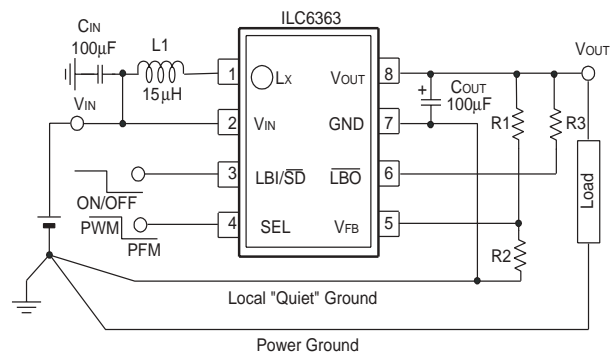 ILC6363
CIN
100µF
L1
15µH
VIN
1
LX
2
VIN
3
LBI/SD
4
SEL
VOUT
8
GND
7
LBO
6
VFB
5
ON/OFF
PWM
PFM
+
COUT
100µF
R1
R3
R2
VOUT
Load
Local "Quiet" Ground
Power Ground